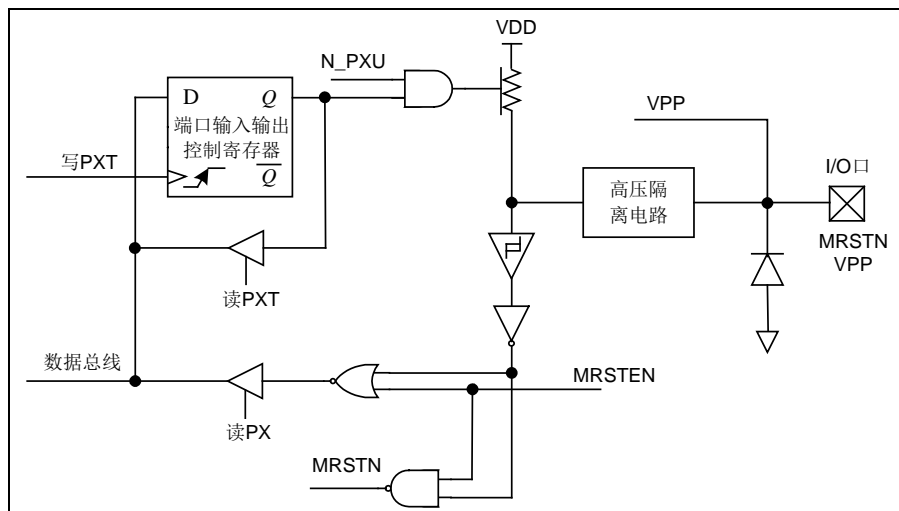 VDD
N_PXU
VPP
D Q
端口输入输出
控制寄存器
Q
写PXT
I/O口
高压隔
离电路
MRSTN
VPP
读PXT
数据总线
MRSTEN
读PX
MRSTN